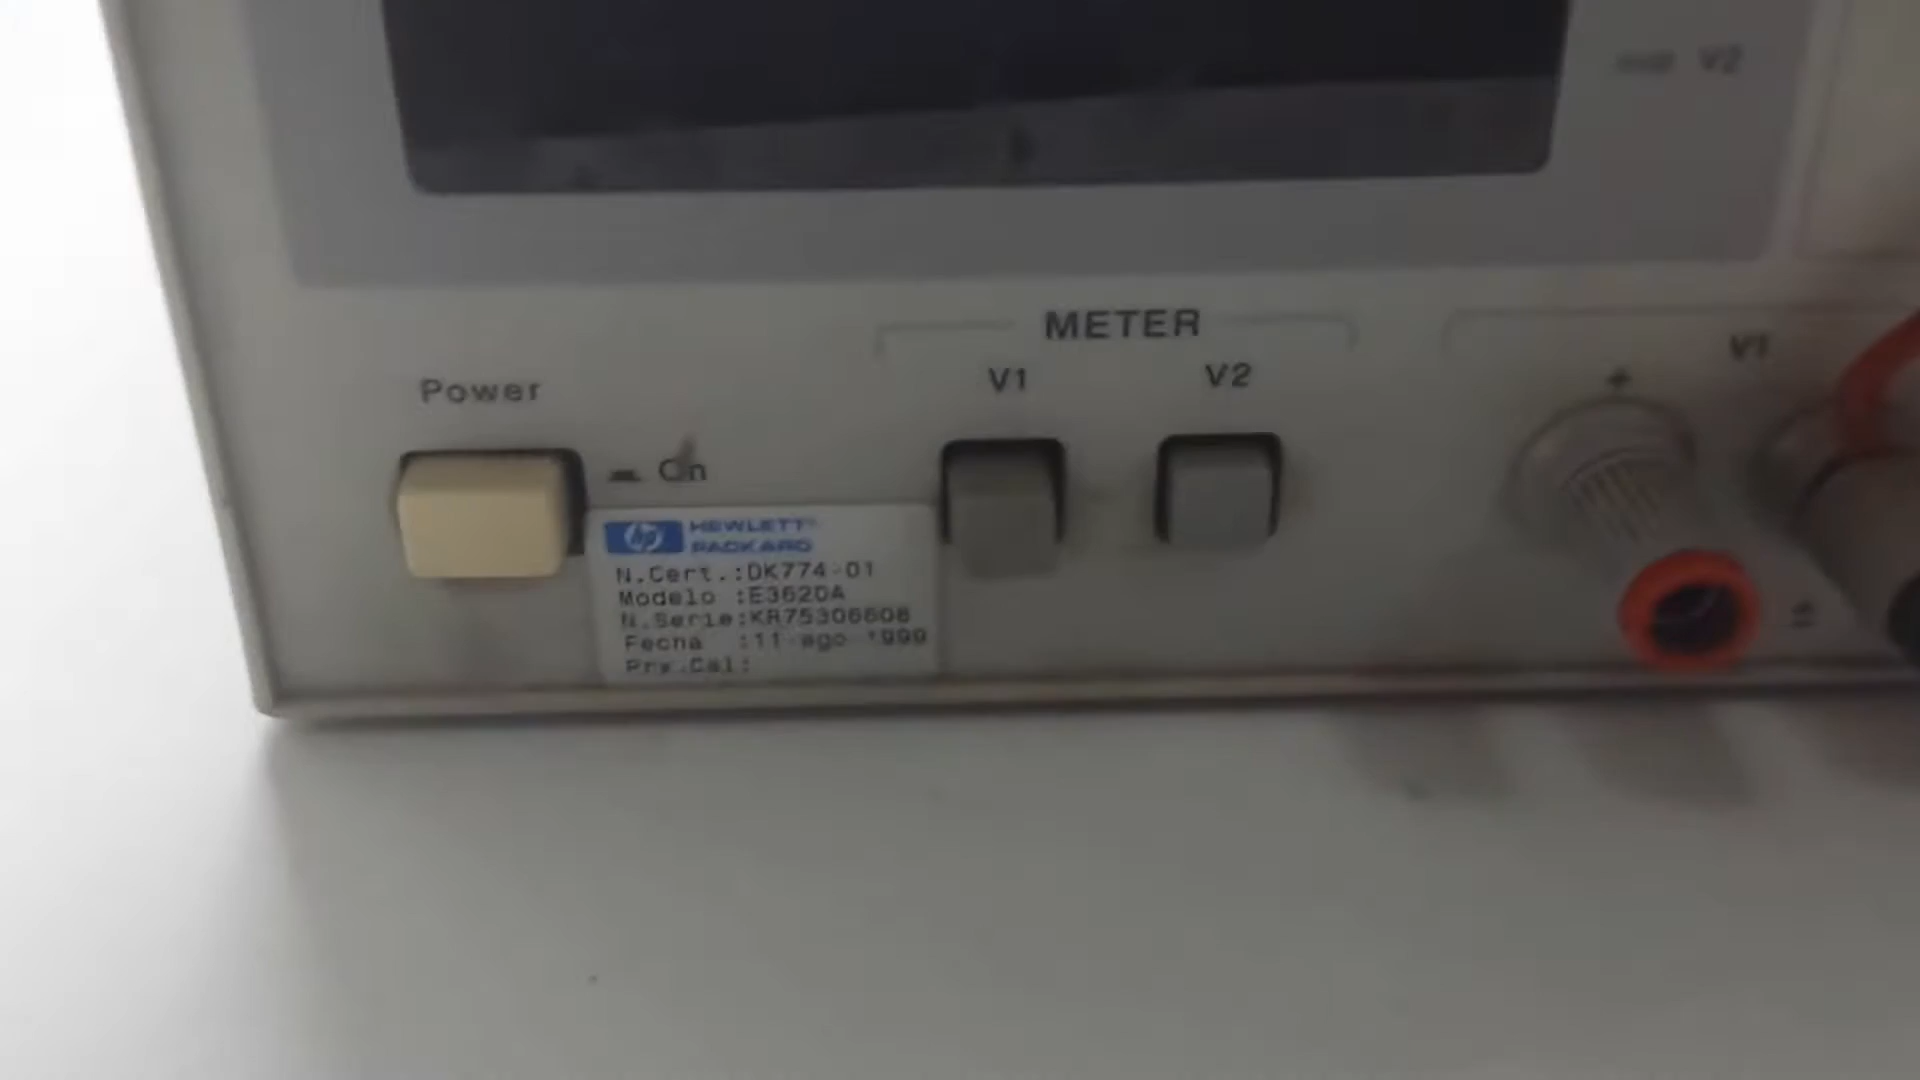 V2
METER
V1
V2
V1
Power
+
On
±
hp HEWLETT
PACKARD
N.Cert.:DK774-01
Modelo :E3620A
N.Serie:KR75306608
Fecha :11-ago-1999
Prx.Cal: